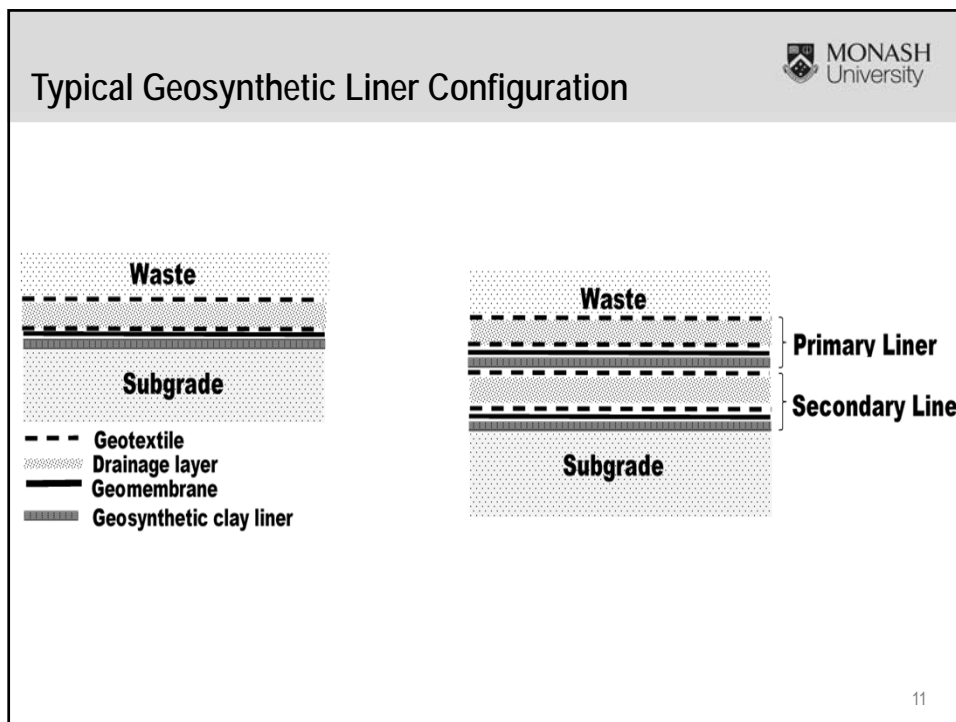 Typical Geosynthetic Liner Configuration
MONASH
University
Waste
Subgrade
Geotextile
Drainage layer
Geomembrane
Geosynthetic clay liner
Waste
Primary Liner
Secondary Line
Subgrade
11